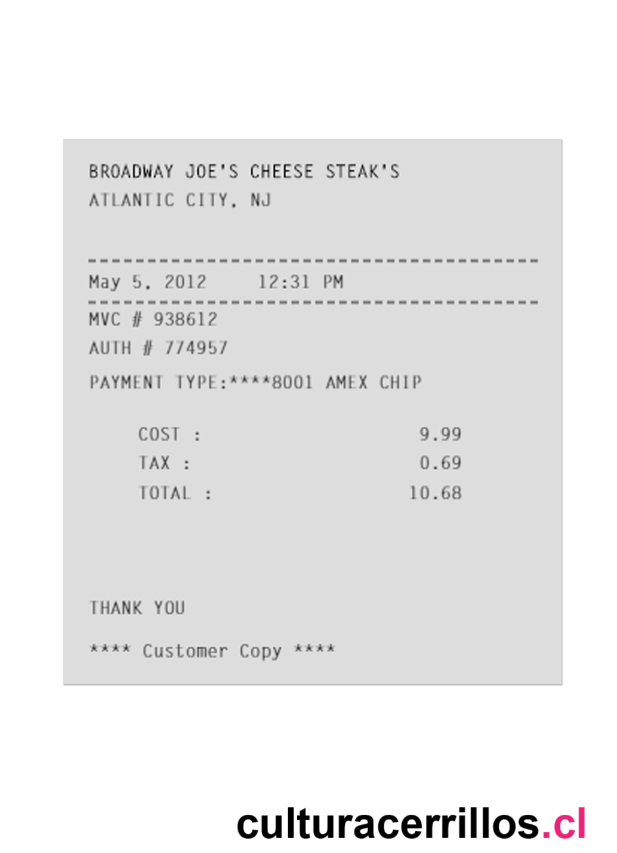 BROADWAY JOE'S CHEESE STEAK'S
ATLANTIC CITY, NJ
---------------------------------------
May 5, 2012 12:31 PM
---------------------------------------
MVC # 938612
AUTH # 774957
PAYMENT TYPE:****8001 AMEX CHIP
COST : 9.99
TAX : 0.69
TOTAL : 10.68
THANK YOU
**** Customer Copy ****
culturacerrillos.cl